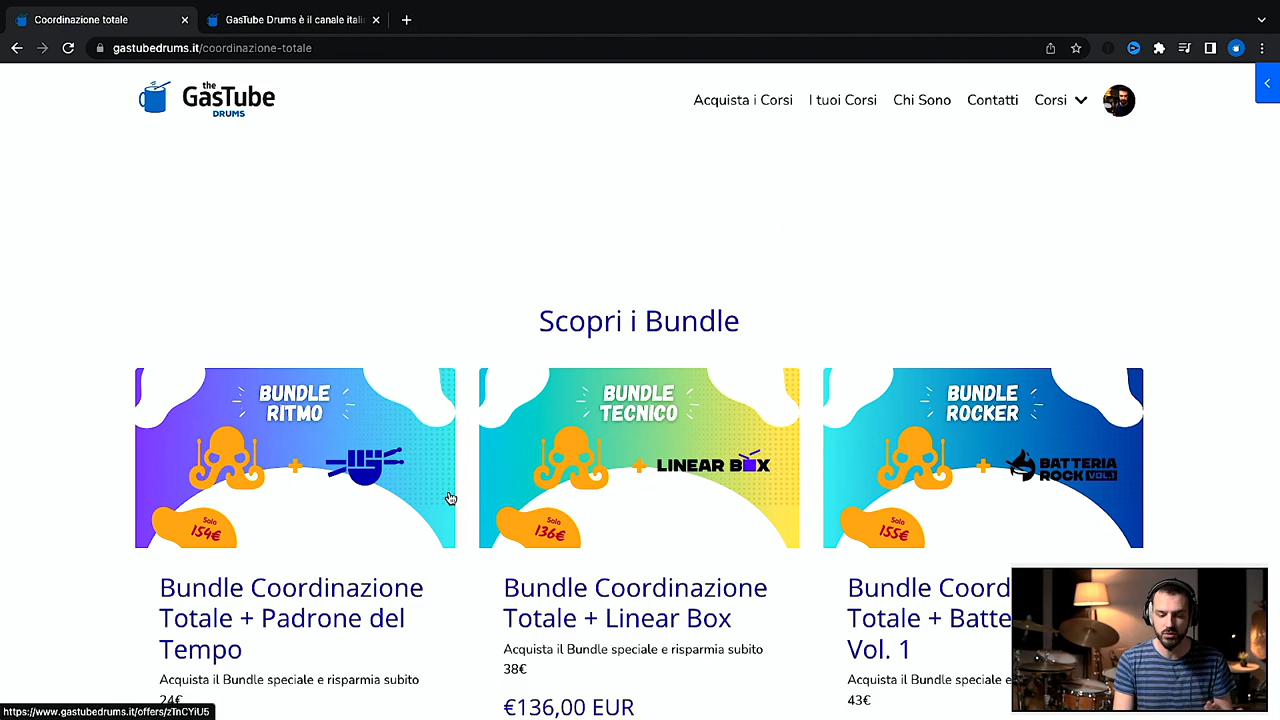 Coordinazione totale
GasTube Drums è il canale itali
gastubedrums.it/coordinazione-totale
the
GasTube
DRUMS
Acquista i Corsi
I tuoi Corsi
Chi Sono
Contatti
Corsi
Scopri i Bundle
BUNDLE
RITMO
Solo
154€
BUNDLE
TECNICO
LINEAR BOX
Solo
136€
BUNDLE
ROCKER
BATTERIA
ROCK VOL.1
Solo
155€
Bundle Coordinazione
Totale + Padrone del
Tempo
Acquista il Bundle speciale e risparmia subito
24€
Bundle Coordinazione
Totale + Linear Box
Acquista il Bundle speciale e risparmia subito
38€
€136,00 EUR
Bundle Coord
Totale + Batte
Vol. 1
Acquista il Bundle speciale e
43€
https://www.gastubedrums.it/offers/zTnCYiU5